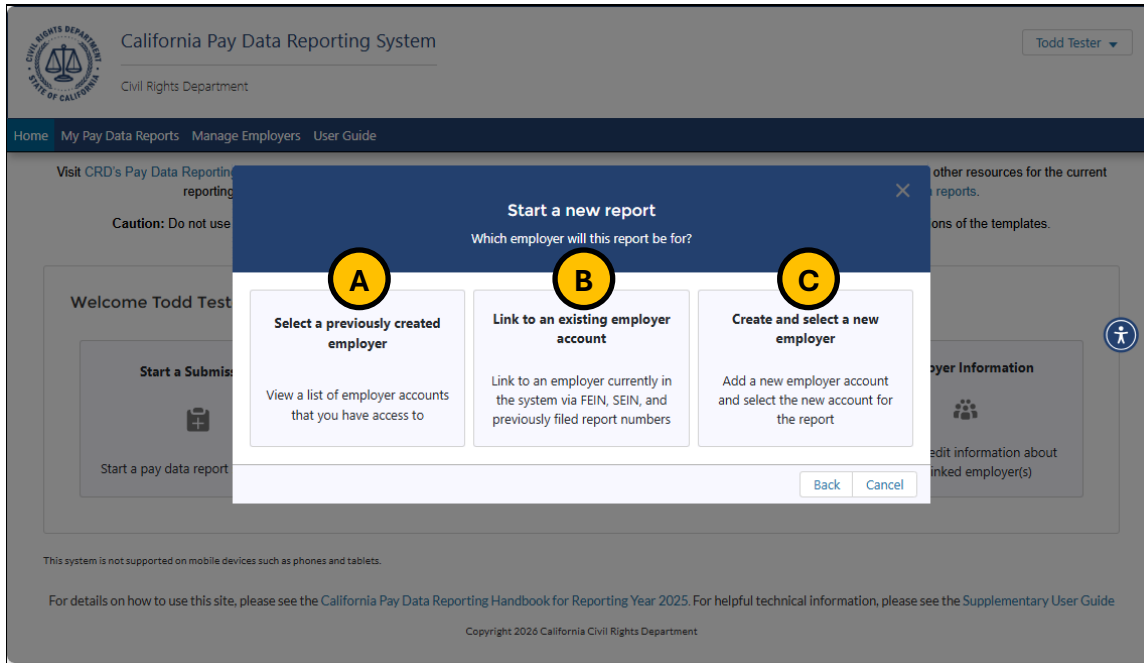 CIVIL RIGHTS DEPARTMENT
STATE OF CALIFORNIA
California Pay Data Reporting System
Civil Rights Department
Todd Tester
Home My Pay Data Reports Manage Employers User Guide
Visit CRD's Pay Data Reporting other resources for the current
reporting reports.
Caution: Do not use ons of the templates.
Start a new report
Which employer will this report be for?
A
B
C
Select a previously created
employer
View a list of employer accounts
that you have access to
Link to an existing employer
account
Link to an employer currently in
the system via FEIN, SEIN, and
previously filed report numbers
Create and select a new
employer
Add a new employer account
and select the new account for
the report
Back Cancel
Welcome Todd Test
Start a Submis
Start a pay data report
oyer Information
edit information about
inked employer(s)
This system is not supported on mobile devices such as phones and tablets.
For details on how to use this site, please see the California Pay Data Reporting Handbook for Reporting Year 2025. For helpful technical information, please see the Supplementary User Guide
Copyright 2026 California Civil Rights Department